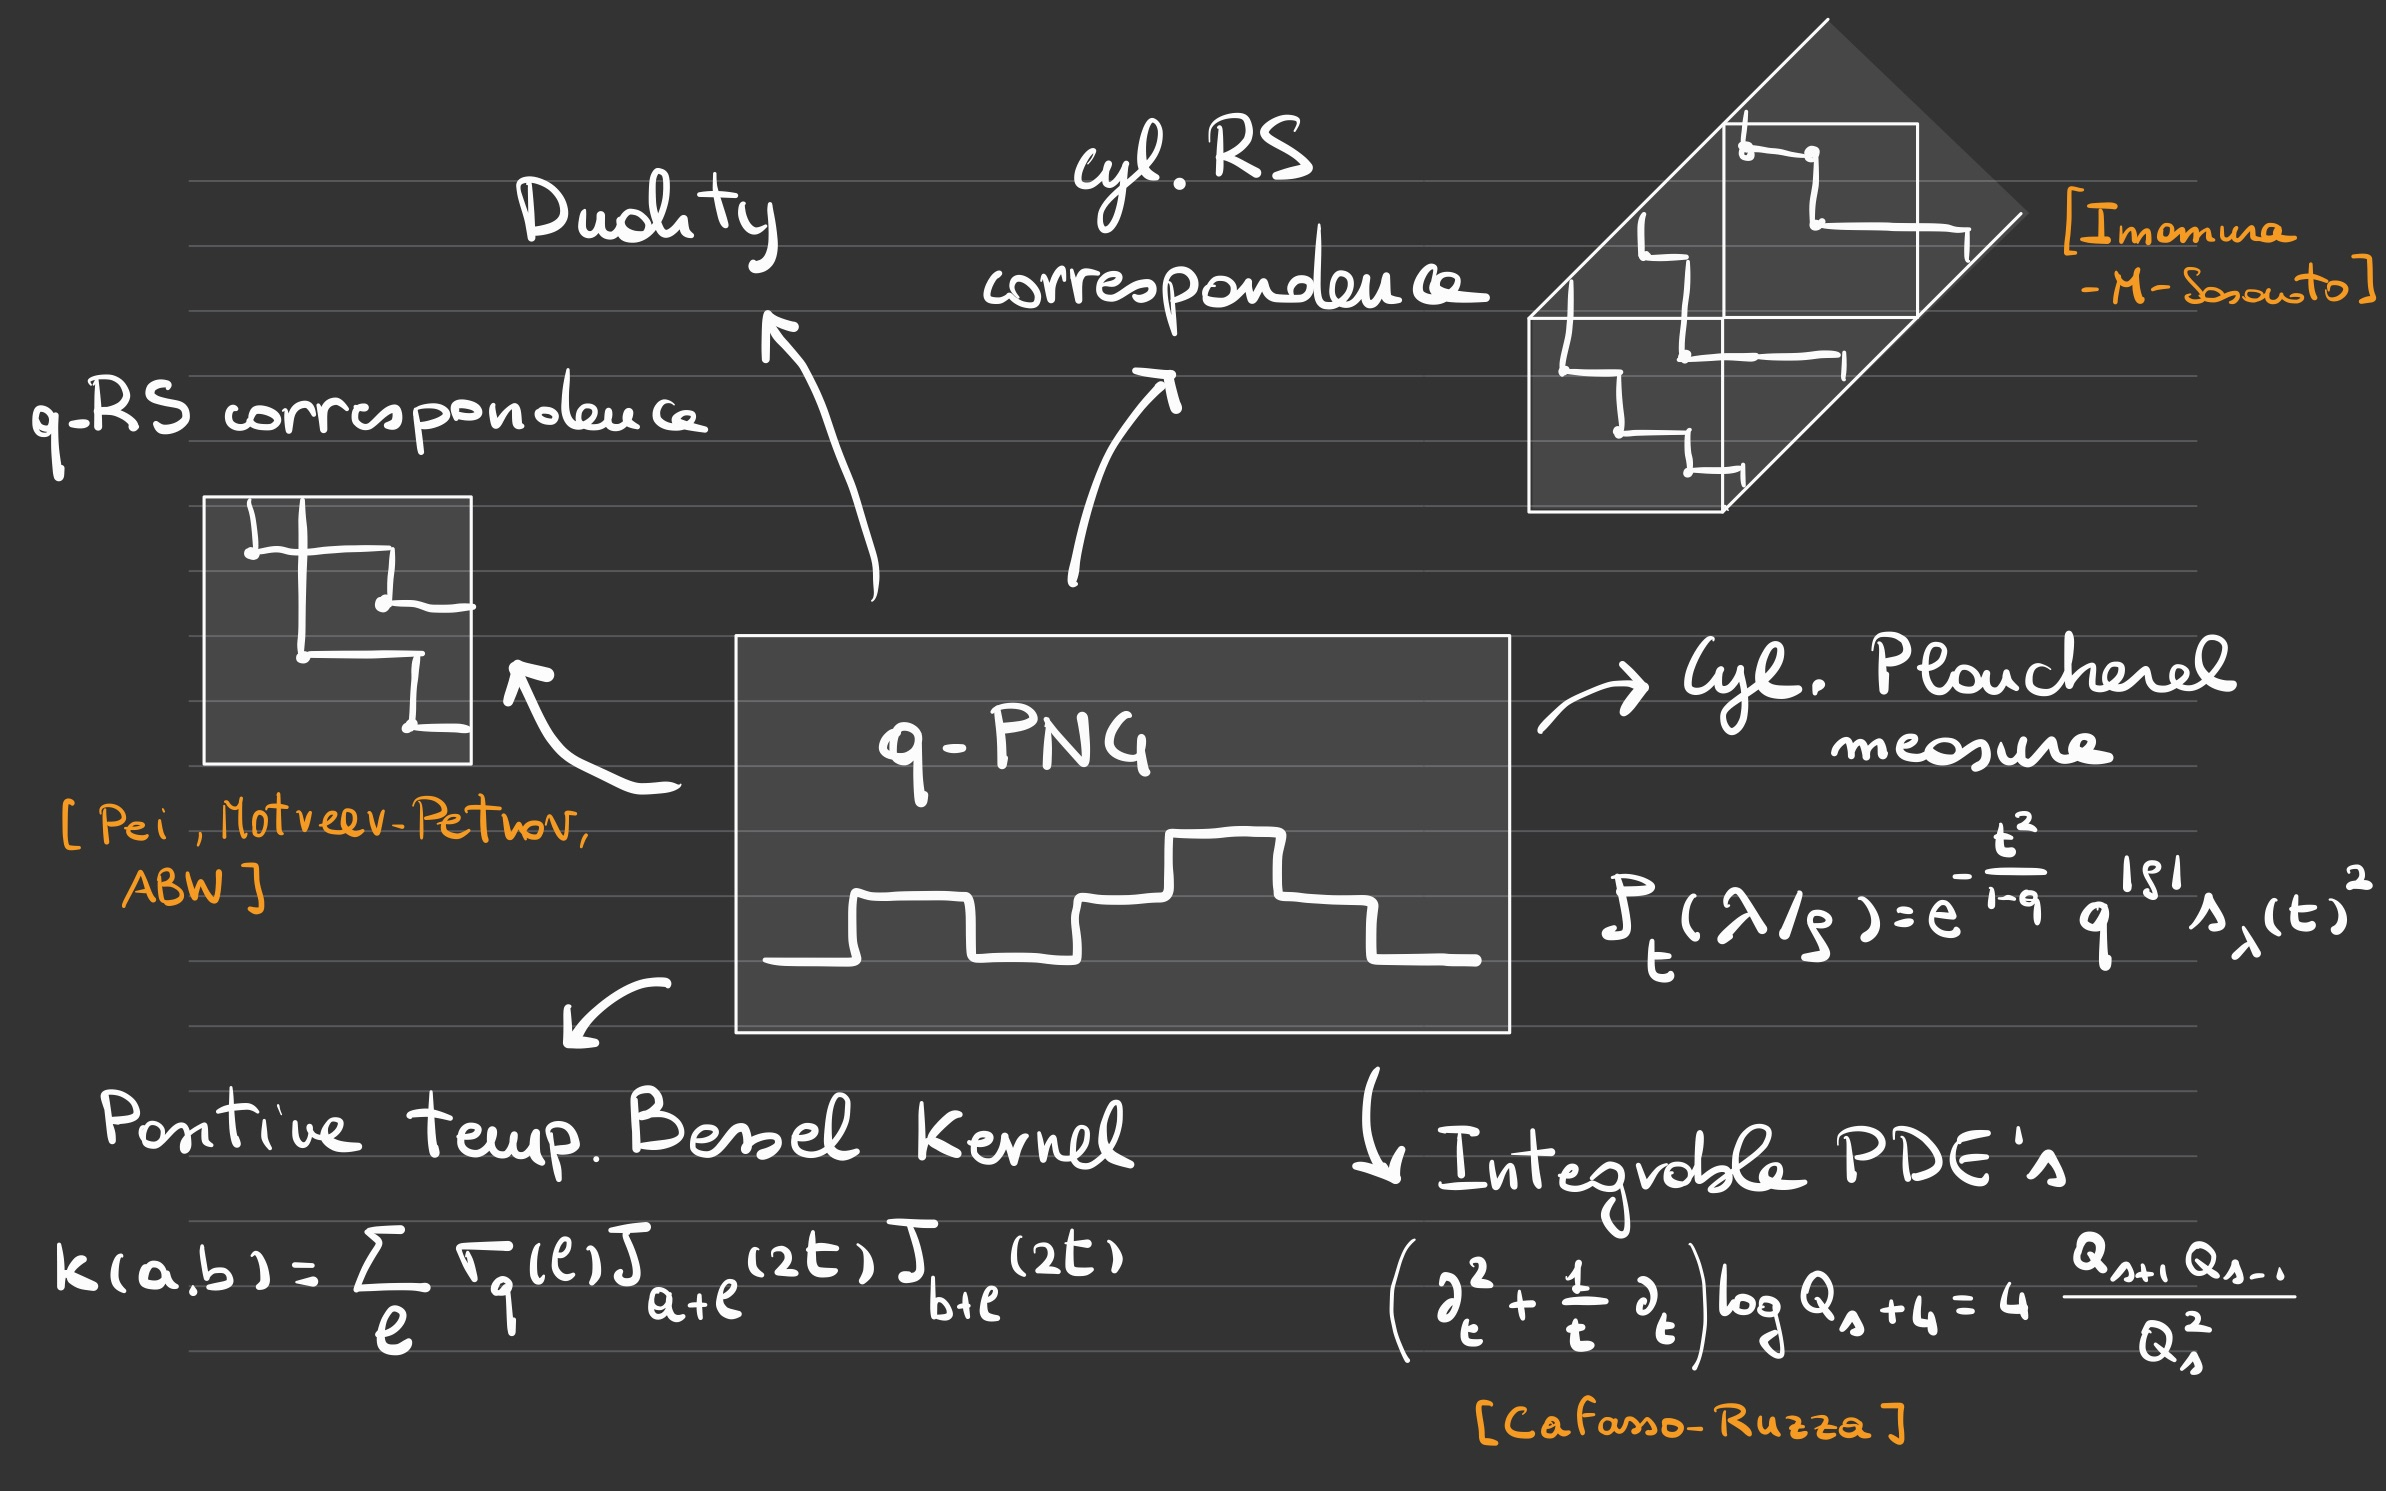 cyl. RS
Duality
correspondence
[Imamura
-M-Sasamoto]
q-RS correspondence
Cyl. Plancherel
measure
q-PNG
[Pei, Matveev-Petrov,
ABW]
P_t(λ/ρ) = e^{-t²/(1-q)} q^{|ρ|} s_λ(t)²
Positive temp. Bessel Kernel
Integrable PDE's
K(a,b) = Σ_ℓ σ_q(ℓ) J_{a+ℓ}(2t) J_{b+ℓ}(2t)
(∂_t² + 1/t ∂_t) log Q_s + 4 = 4 Q_{s+1} Q_{s-1} / Q_s²
[Cafasso-Ruzza]